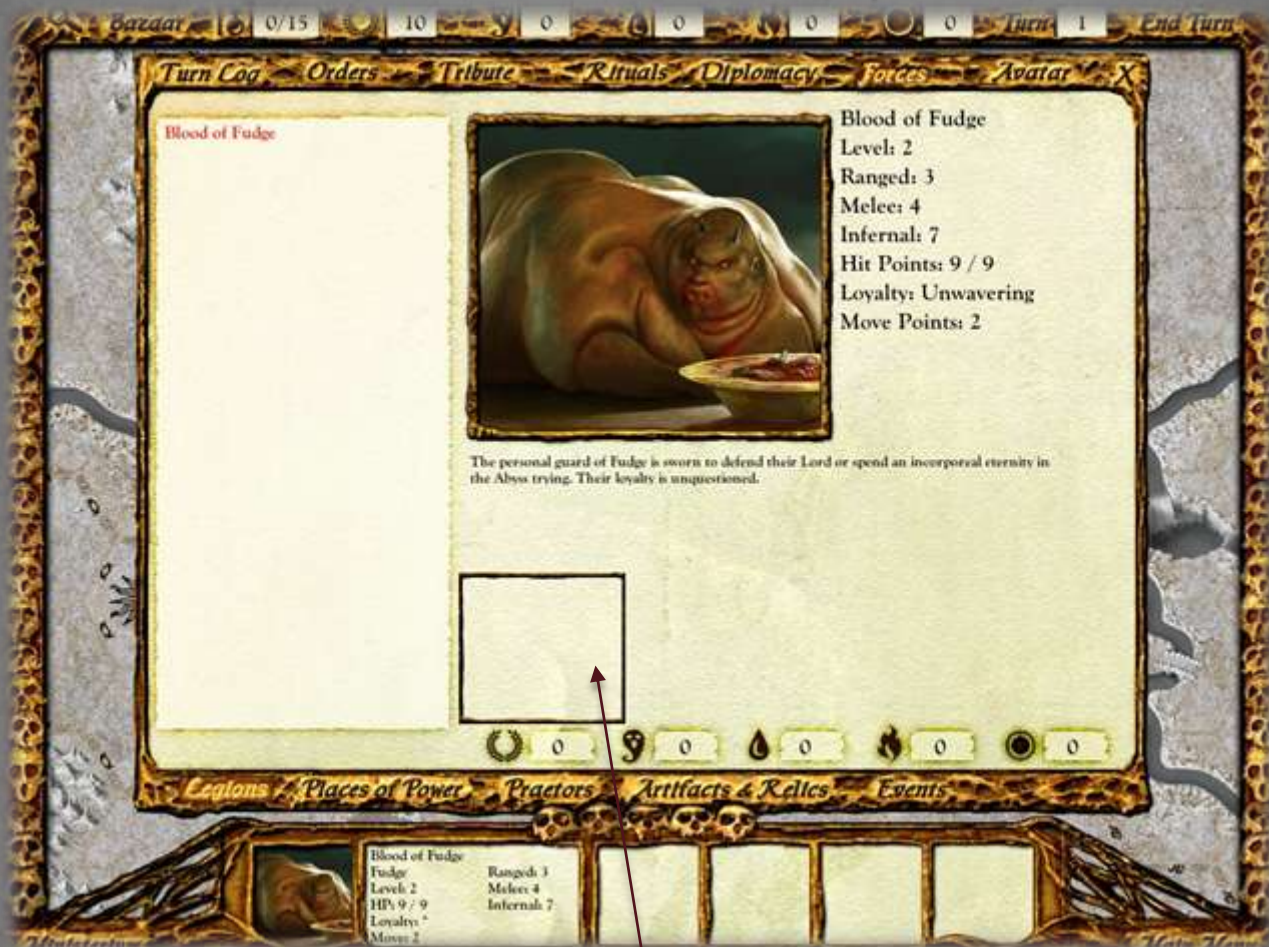 Bazaar 0/15 10 0 0 0 0 Turn 1 End Turn
Turn Log Orders Tribute Rituals Diplomacy Forces Avatar X
Blood of Fudge
Blood of Fudge
Level: 2
Ranged: 3
Melee: 4
Infernal: 7
Hit Points: 9 / 9
Loyalty: Unwavering
Move Points: 2
The personal guard of Fudge is sworn to defend their Lord or spend an incorporeal eternity in
the Abyss trying. Their loyalty is unquestioned.
0 0 0 0 0
Legions Places of Power Praetors Artifacts & Relics Events
Blood of Fudge
Fudge Ranged: 3
Level: 2 Melee: 4
HP: 9 / 9 Infernal: 7
Loyalty: *
Move: 2